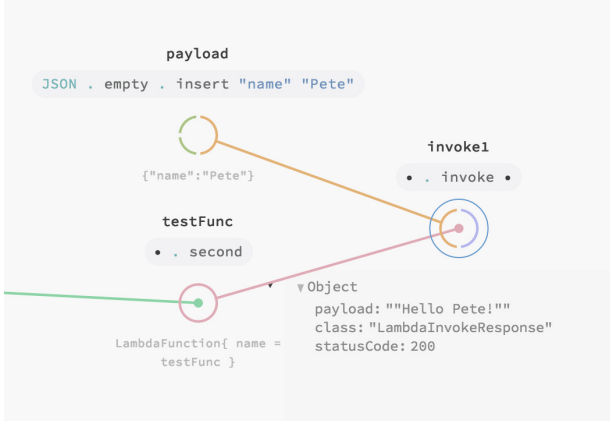 payload
JSON . empty . insert "name" "Pete"
{"name":"Pete"}
invoke1
• . invoke •
testFunc
• . second
LambdaFunction{ name =
testFunc }
▼Object
payload: ""Hello Pete!""
class: "LambdaInvokeResponse"
statusCode: 200